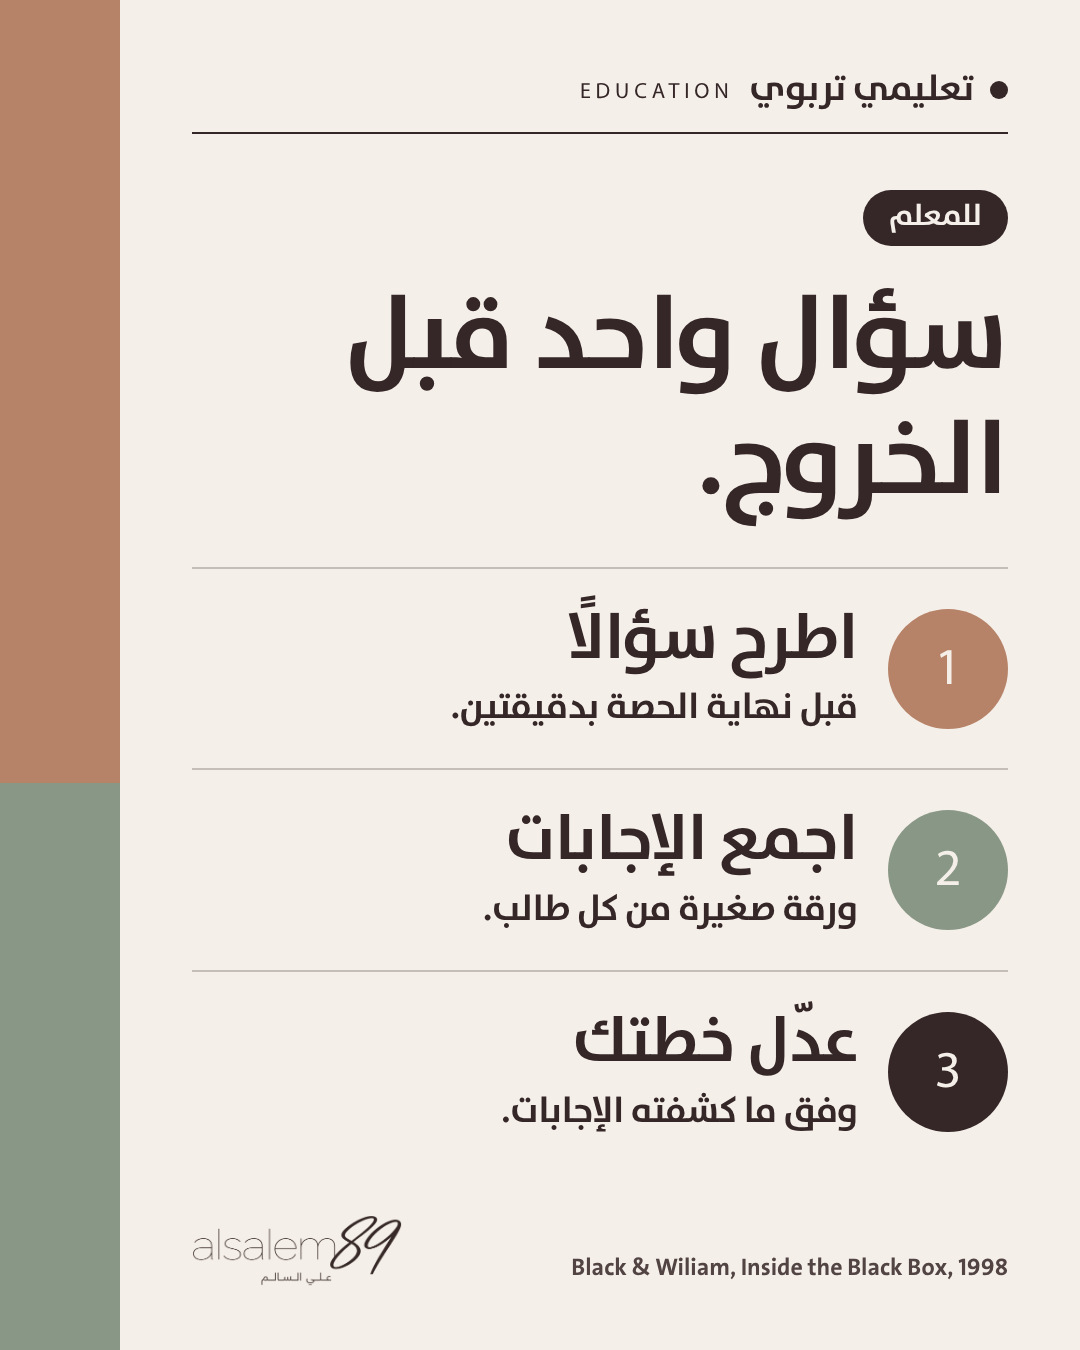 تعليمي تربوي EDUCATION
للمعلم
سؤال واحد قبل
الخروج.
1
اطرح سؤالًا
قبل نهاية الحصة بدقيقتين.
2
اجمع الإجابات
ورقة صغيرة من كل طالب.
3
عدّل خطتك
وفق ما كشفته الإجابات.
Black & Wiliam, Inside the Black Box, 1998
alsalem89
علي السالم